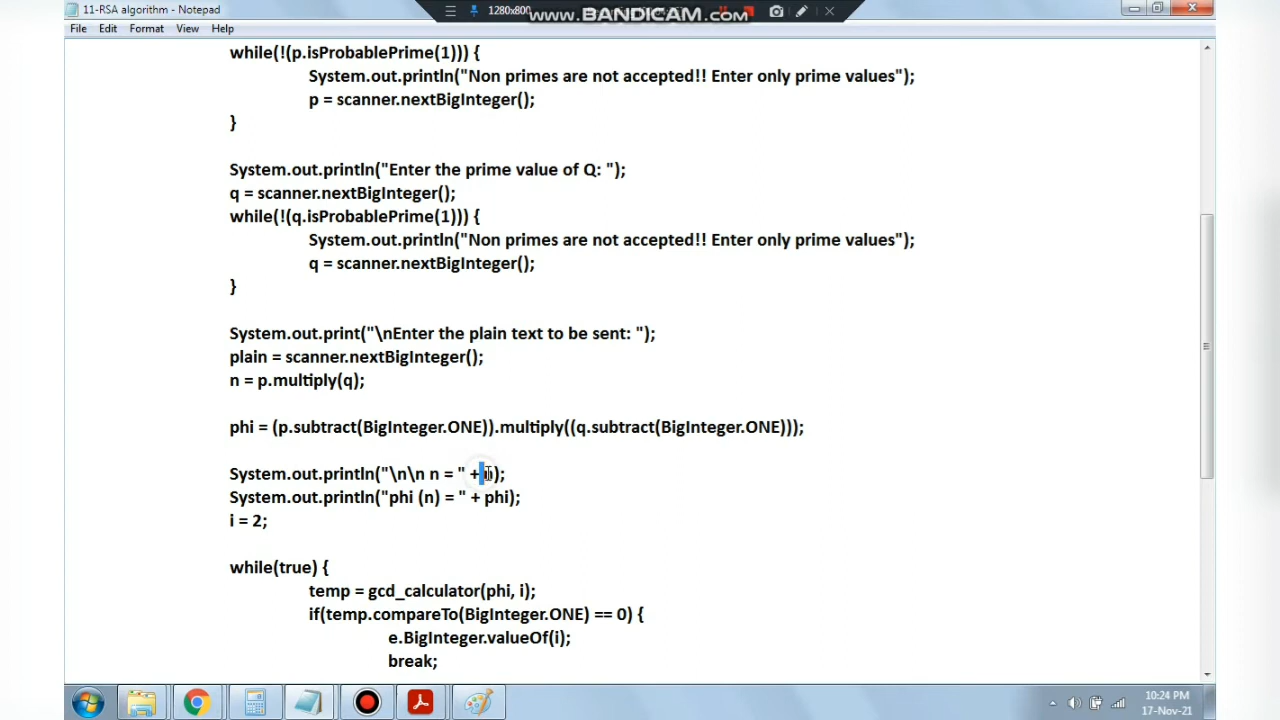 11-RSA algorithm - Notepad
1280x800
www.BANDICAM.com
File Edit Format View Help
while(!(p.isProbablePrime(1))) {
System.out.println("Non primes are not accepted!! Enter only prime values");
p = scanner.nextBigInteger();
}
System.out.println("Enter the prime value of Q: ");
q = scanner.nextBigInteger();
while(!(q.isProbablePrime(1))) {
System.out.println("Non primes are not accepted!! Enter only prime values");
q = scanner.nextBigInteger();
}
System.out.print("\nEnter the plain text to be sent: ");
plain = scanner.nextBigInteger();
n = p.multiply(q);
phi = (p.subtract(BigInteger.ONE)).multiply((q.subtract(BigInteger.ONE)));
System.out.println("\n\n n = " + n);
System.out.println("phi (n) = " + phi);
i = 2;
while(true) {
temp = gcd_calculator(phi, i);
if(temp.compareTo(BigInteger.ONE) == 0) {
e.BigInteger.valueOf(i);
break;
10:24 PM
17-Nov-21